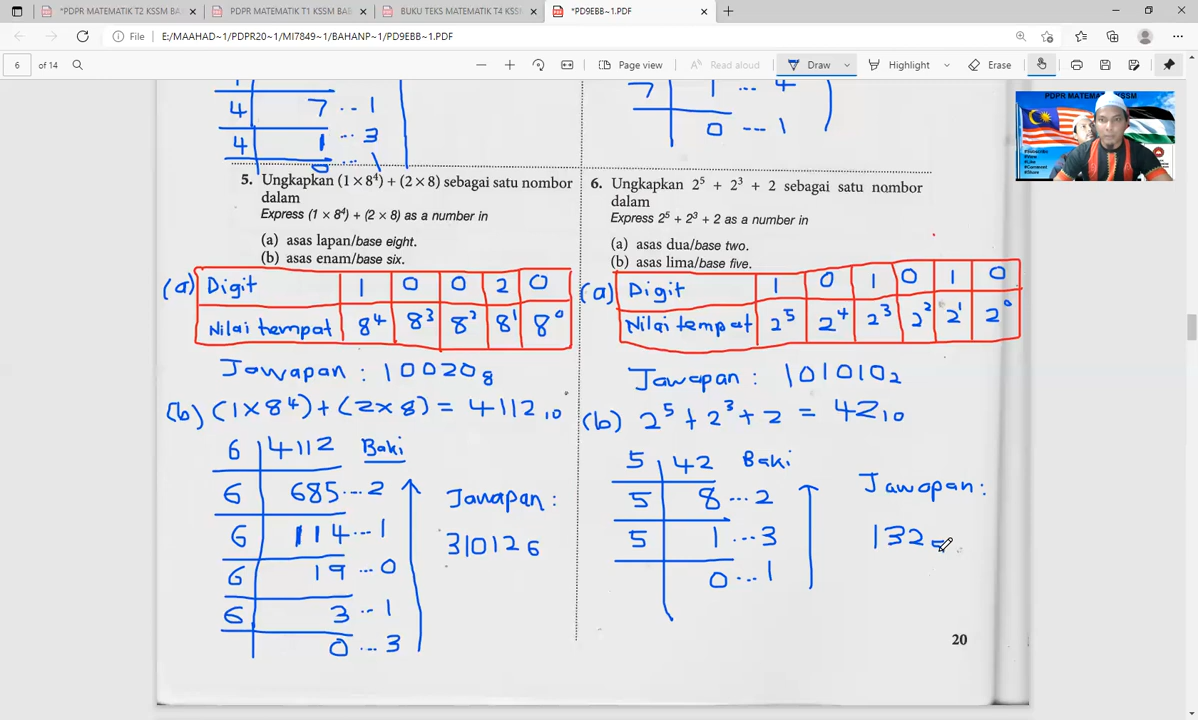 *PDPR MATEMATIK T2 KSSM BA
PDPR MATEMATIK T1 KSSM BAB
BUKU TEKS MATEMATIK T4 KSSM
*PD9EBB~1.PDF
File
E:/MAAHAD~1/PDPR20~1/MI7849~1/BAHANP~1/PD9EBB~1.PDF
6 of 14
Page view
Read aloud
Draw
Highlight
Erase
PDPR MATEMATIK KSSM
4 7 ... 1
4 1 ... 3
0 ... 1
7 1 ... 4
0 --- 1
5. Ungkapkan (1 × 8⁴) + (2 × 8) sebagai satu nombor
dalam
Express (1 × 8⁴) + (2 × 8) as a number in
(a) asas lapan/base eight.
(b) asas enam/base six.
(a) Digit 1 0 0 2 0
Nilai tempat 8⁴ 8³ 8² 8¹ 8⁰
Jawapan : 10020₈
(b) (1×8⁴)+(2×8) = 4112₁₀
6 4112 Baki
6 685 ... 2
6 114 ... 1
6 19 ... 0
6 3 ... 1
0 ... 3
Jawapan :
31012₆
6. Ungkapkan 2⁵ + 2³ + 2 sebagai satu nombor
dalam
Express 2⁵ + 2³ + 2 as a number in
(a) asas dua/base two.
(b) asas lima/base five.
(a) Digit 1 0 1 0 1 0
Nilai tempat 2⁵ 2⁴ 2³ 2² 2¹ 2⁰
Jawapan : 101010₂
(b) 2⁵ + 2³ + 2 = 42₁₀
5 42 Baki
5 8 ... 2
5 1 ... 3
0 ... 1
Jawapan :
132
20